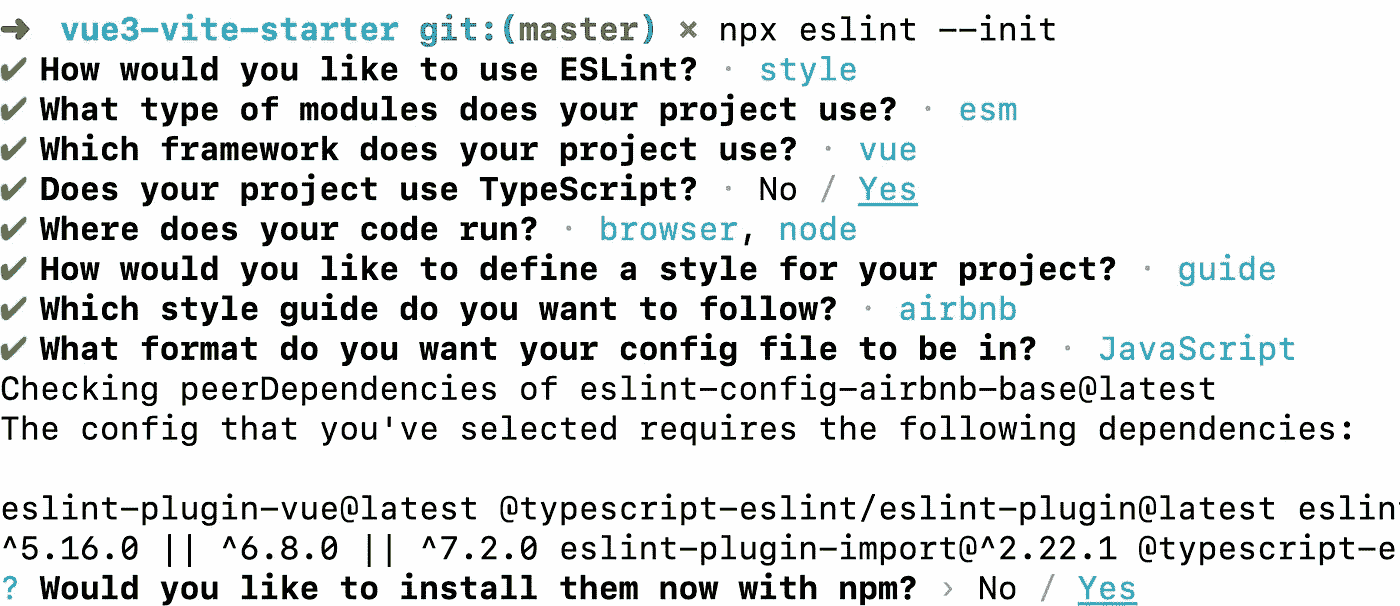 ➜ vue3-vite-starter git:(master) × npx eslint --init
✔ How would you like to use ESLint? · style
✔ What type of modules does your project use? · esm
✔ Which framework does your project use? · vue
✔ Does your project use TypeScript? · No / Yes
✔ Where does your code run? · browser, node
✔ How would you like to define a style for your project? · guide
✔ Which style guide do you want to follow? · airbnb
✔ What format do you want your config file to be in? · JavaScript
Checking peerDependencies of eslint-config-airbnb-base@latest
The config that you've selected requires the following dependencies:
eslint-plugin-vue@latest @typescript-eslint/eslint-plugin@latest eslin
^5.16.0 || ^6.8.0 || ^7.2.0 eslint-plugin-import@^2.22.1 @typescript-e
? Would you like to install them now with npm? › No / Yes